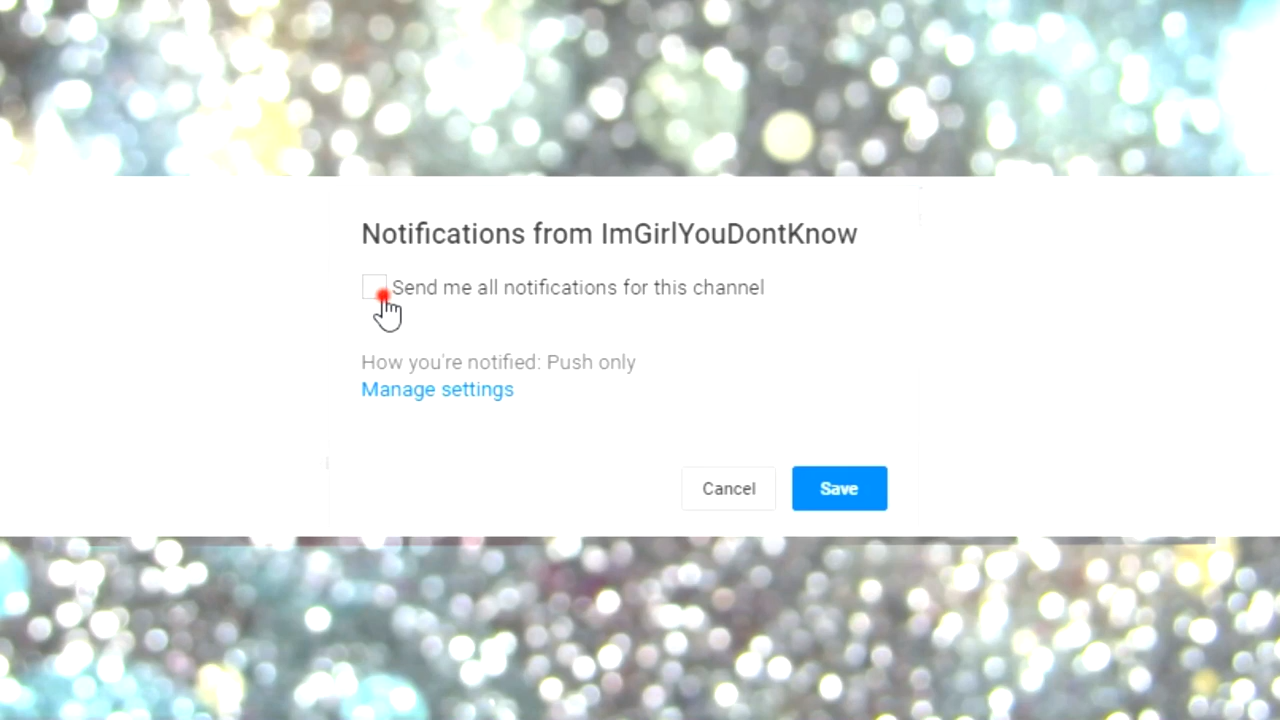 Notifications from ImGirlYouDontKnow
Send me all notifications for this channel
How you're notified: Push only
Manage settings
Cancel
Save